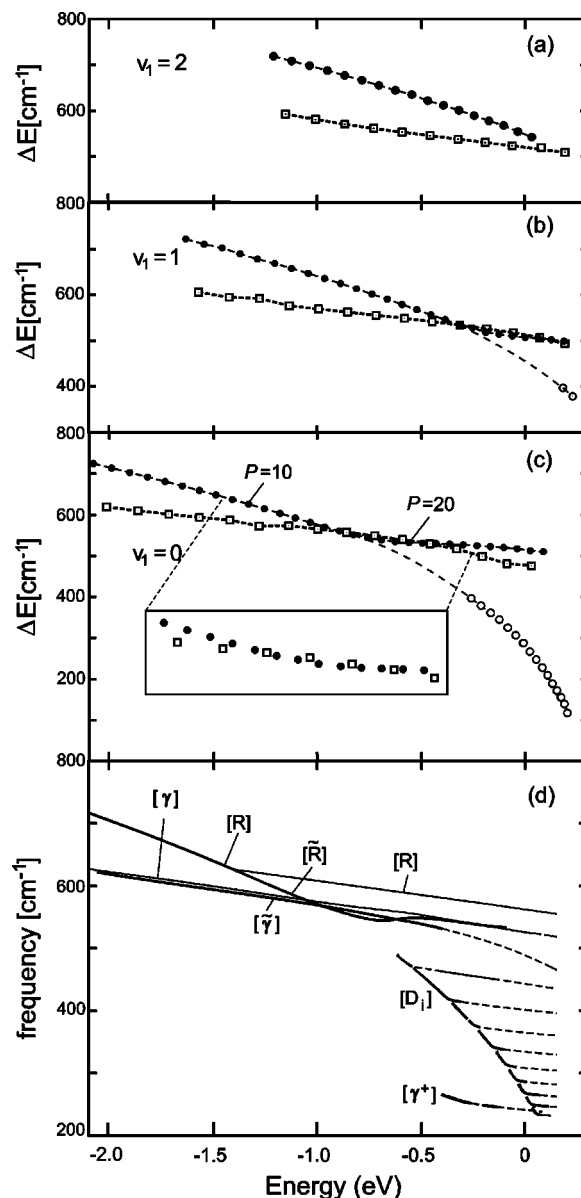 (a)
800
v₁ = 2
600
ΔE[cm⁻¹]
800
(b)
v₁ = 1
600
ΔE[cm⁻¹]
400
800
(c)
P=10
P=20
600
v₁=0
ΔE[cm⁻¹]
400
200
800
(d)
[γ]
[R]
[R̃]
[R]
600
[γ̃]
frequency [cm⁻¹]
[Dᵢ]
400
[γ⁺]
200
-2.0 -1.5 -1.0 -0.5 0
Energy (eV)